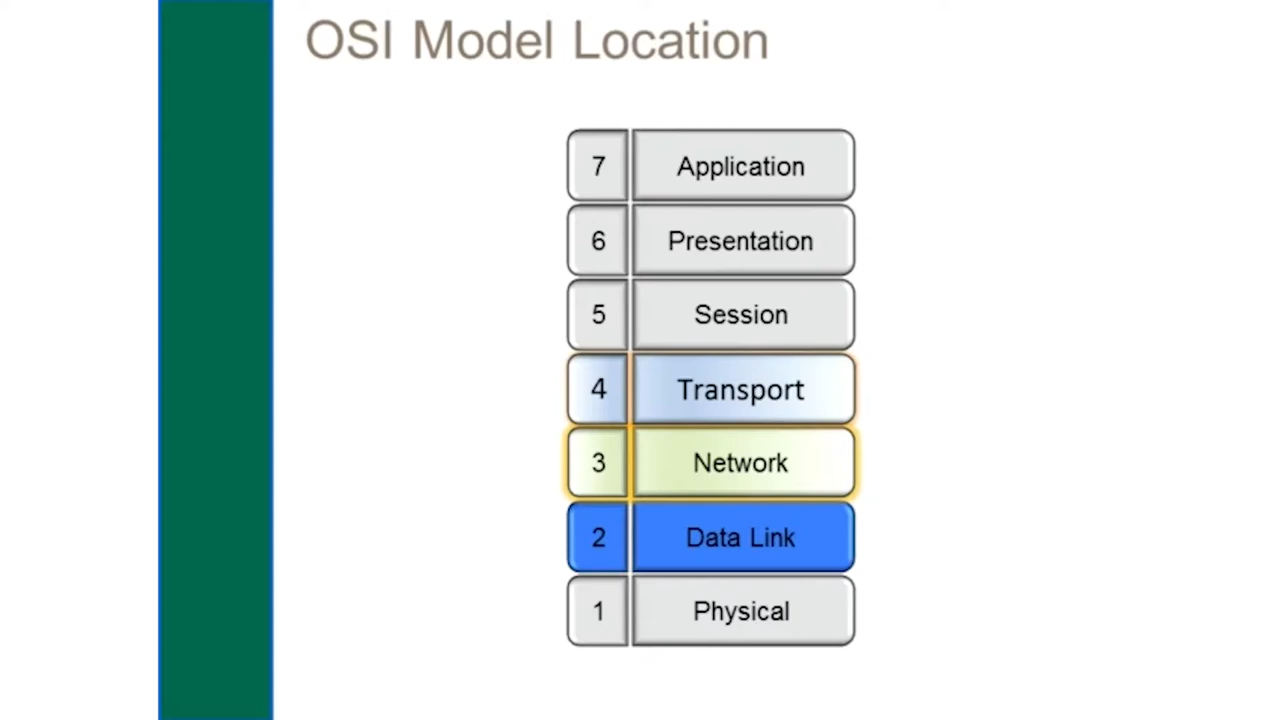 OSI Model Location
7 Application
6 Presentation
5 Session
4 Transport
3 Network
2 Data Link
1 Physical